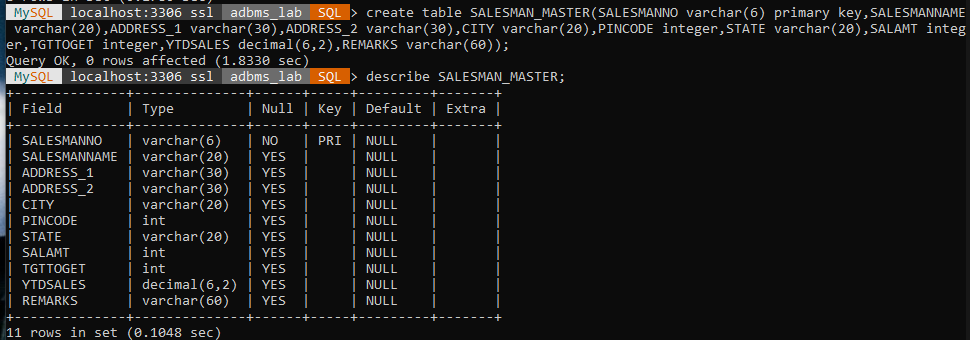 MySQL localhost:3306 ssl adbms_lab SQL > create table SALESMAN_MASTER(SALESMANNO varchar(6) primary key,SALESMANNAME
varchar(20),ADDRESS_1 varchar(30),ADDRESS_2 varchar(30),CITY varchar(20),PINCODE integer,STATE varchar(20),SALAMT integ
er,TGTTOGET integer,YTDSALES decimal(6,2),REMARKS varchar(60));
Query OK, 0 rows affected (1.8330 sec)
MySQL localhost:3306 ssl adbms_lab SQL > describe SALESMAN_MASTER;
+--------------+--------------+------+-----+---------+-------+
| Field | Type | Null | Key | Default | Extra |
+--------------+--------------+------+-----+---------+-------+
| SALESMANNO | varchar(6) | NO | PRI | NULL | |
| SALESMANNAME | varchar(20) | YES | | NULL | |
| ADDRESS_1 | varchar(30) | YES | | NULL | |
| ADDRESS_2 | varchar(30) | YES | | NULL | |
| CITY | varchar(20) | YES | | NULL | |
| PINCODE | int | YES | | NULL | |
| STATE | varchar(20) | YES | | NULL | |
| SALAMT | int | YES | | NULL | |
| TGTTOGET | int | YES | | NULL | |
| YTDSALES | decimal(6,2) | YES | | NULL | |
| REMARKS | varchar(60) | YES | | NULL | |
+--------------+--------------+------+-----+---------+-------+
11 rows in set (0.1048 sec)